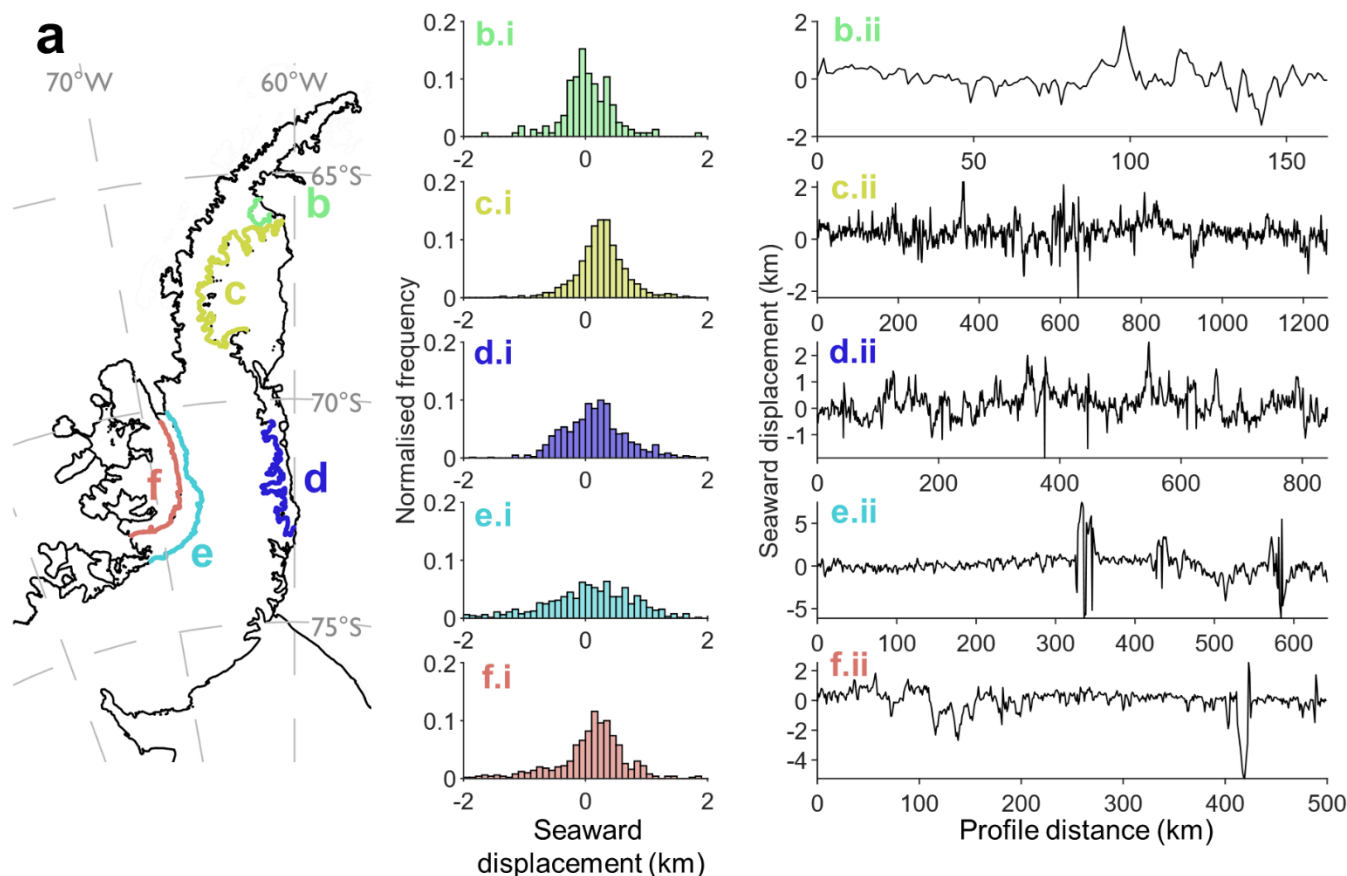 a
70°W
60°W
65°S
b
c
70°S
f
d
e
75°S
b.i
0.2
0.1
0
-2
0
2
c.i
0.2
0.1
0
-2
0
2
d.i
0.2
0.1
0
-2
0
2
e.i
0.2
0.1
0
-2
0
2
f.i
0.2
0.1
0
-2
0
2
Normalised frequency
Seaward
displacement (km)
b.ii
2
0
-2
0
50
100
150
c.ii
2
0
-2
0
200
400
600
800
1000
1200
d.ii
2
1
0
-1
0
200
400
600
800
e.ii
5
0
-5
0
100
200
300
400
500
600
f.ii
2
0
-2
-4
0
100
200
300
400
500
Seaward displacement (km)
Profile distance (km)